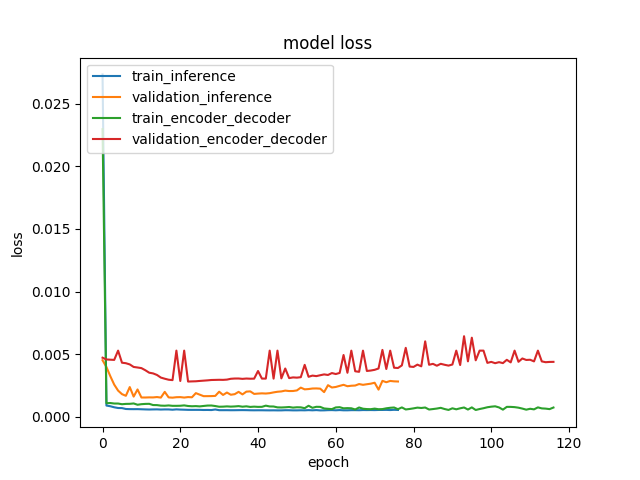 model loss
train_inference
validation_inference
train_encoder_decoder
validation_encoder_decoder
0.025
0.020
0.015
0.010
0.005
0.000
loss
0 20 40 60 80 100 120
epoch